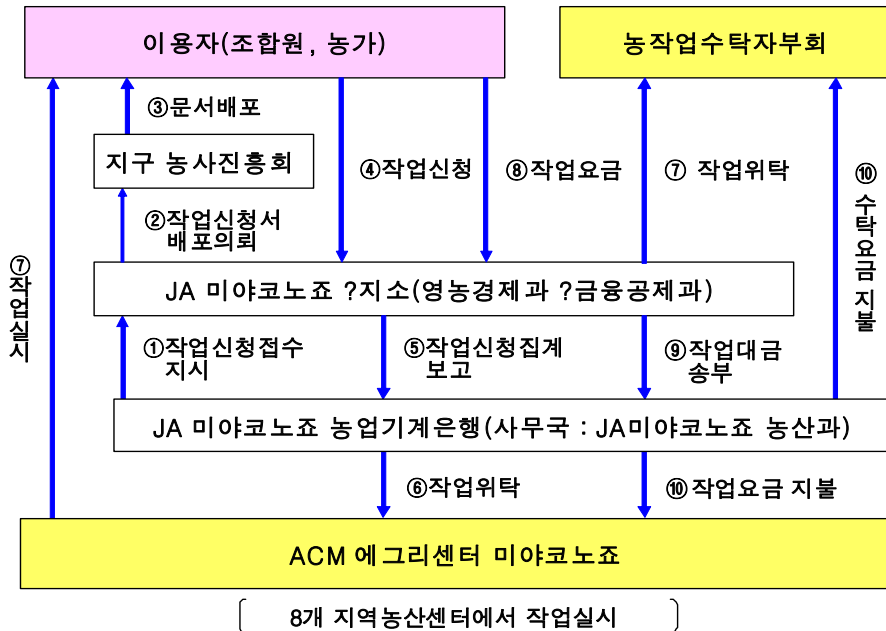 이용자(조합원, 농가)
농작업수탁자부회
③문서배포
지구 농사진흥회
④작업신청
⑧작업요금
⑦ 작업위탁
⑩ 수탁요금 지불
②작업신청서
배포의뢰
⑦작업실시
JA 미야코노죠 ?지소(영농경제과 ?금융공제과)
①작업신청접수
지시
⑤작업신청집계
보고
⑨작업대금
송부
JA 미야코노죠 농업기계은행(사무국 : JA미야코노죠 농산과)
⑥작업위탁
⑩작업요금 지불
ACM 에그리센터 미야코노죠
8개 지역농산센터에서 작업실시